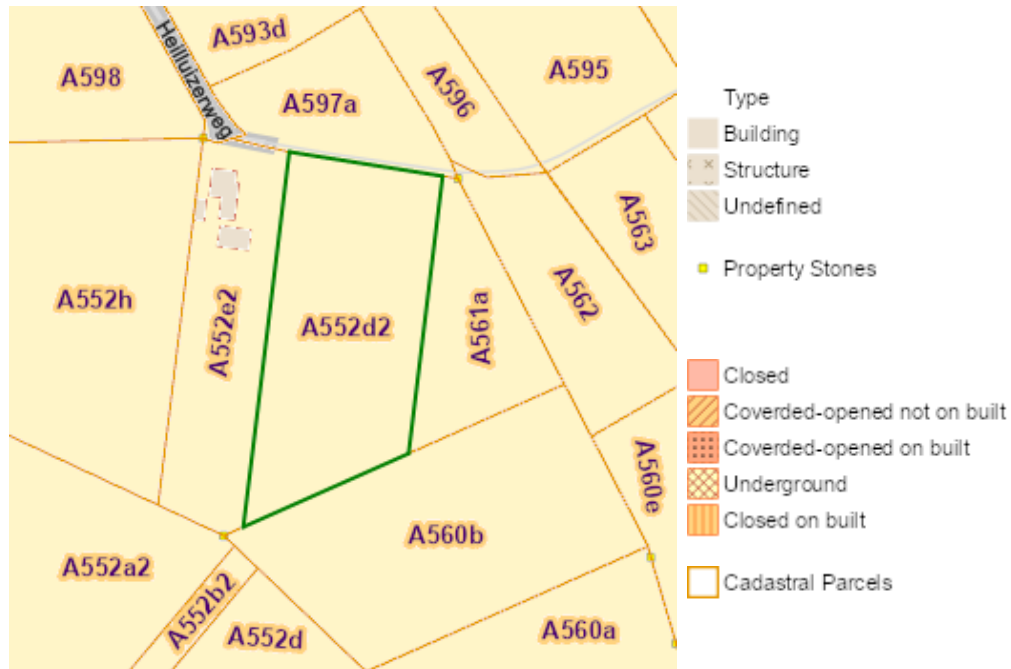 A593d
A598
Heilluizerweg
A597a
A596
A595
A563
A552h
A552e2
A552d2
A561a
A562
A560e
A560b
A552a2
A552b2
A552d
A560a
Type
Building
Structure
Undefined
Property Stones
Closed
Coverded-opened not on built
Coverded-opened on built
Underground
Closed on built
Cadastral Parcels